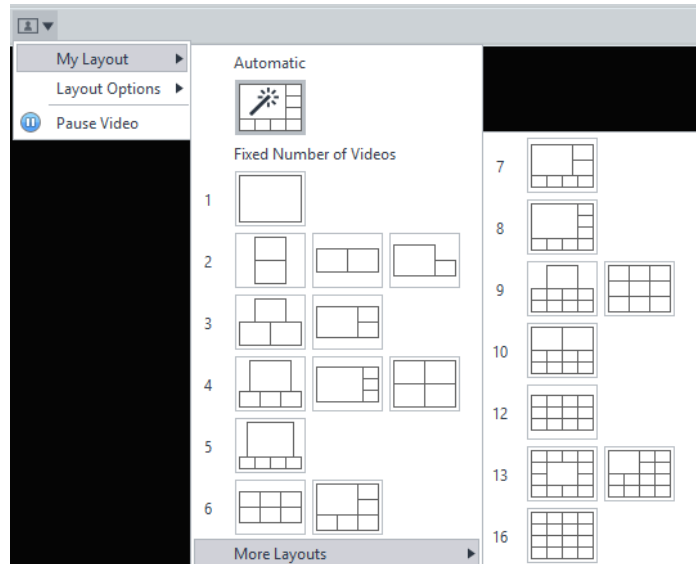 My Layout
Layout Options
Pause Video
Automatic
Fixed Number of Videos
1
2
3
4
5
6
More Layouts
7
8
9
10
12
13
16